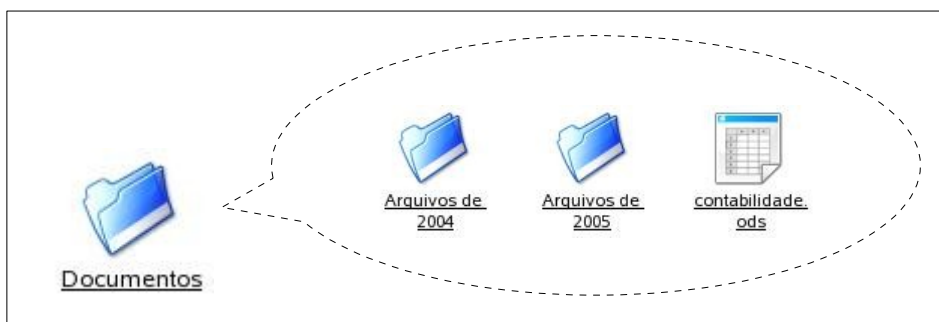 Arquivos de
2004
Arquivos de
2005
contabilidade.
ods
Documentos